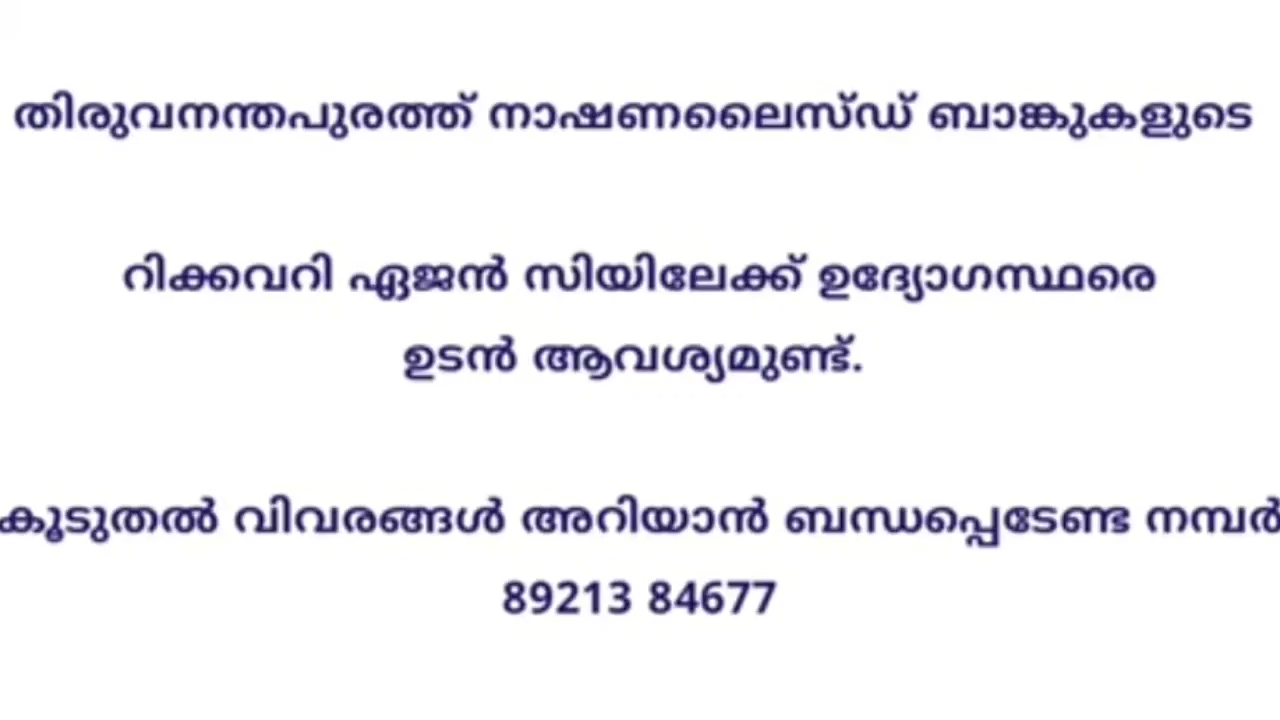 തിരുവനന്തപുരത്ത് നാഷണലൈസ്ഡ് ബാങ്കുകളുടെ
റിക്കവറി ഏജൻ സിയിലേക്ക് ഉദ്യോഗസ്ഥരെ
ഉടൻ ആവശ്യമുണ്ട്.
കൂടുതൽ വിവരങ്ങൾ അറിയാൻ ബന്ധപ്പെടേണ്ട നമ്പർ
89213 84677